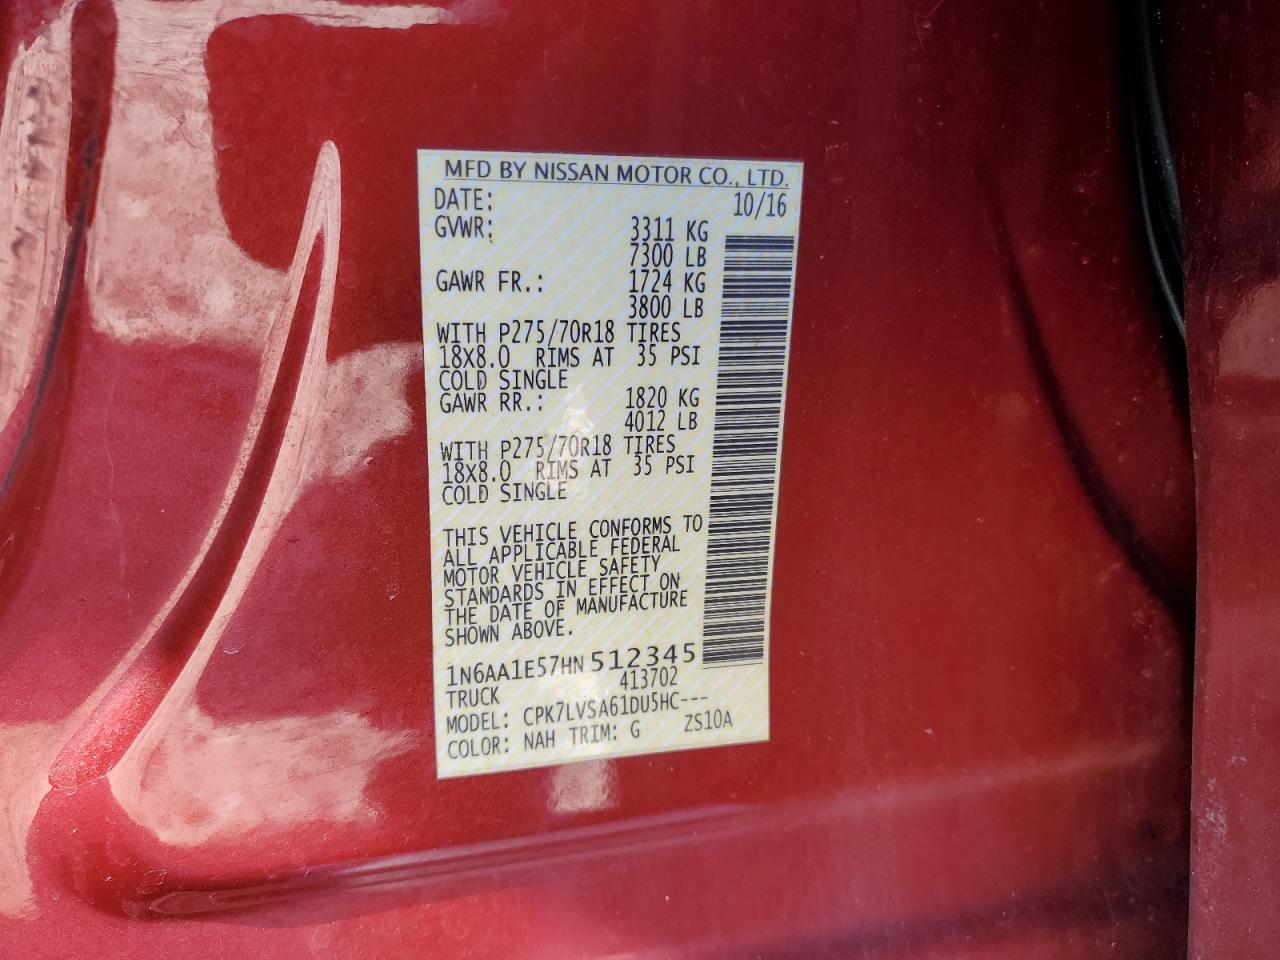 MFD BY NISSAN MOTOR CO., LTD.
DATE: 10/16
GVWR: 3311 KG
7300 LB
GAWR FR.: 1724 KG
3800 LB
WITH P275/70R18 TIRES
18X8.0 RIMS AT 35 PSI
COLD SINGLE
GAWR RR.: 1820 KG
4012 LB
WITH P275/70R18 TIRES
18X8.0 RIMS AT 35 PSI
COLD SINGLE
THIS VEHICLE CONFORMS TO
ALL APPLICABLE FEDERAL
MOTOR VEHICLE SAFETY
STANDARDS IN EFFECT ON
THE DATE OF MANUFACTURE
SHOWN ABOVE.
1N6AA1E57HN512345
TRUCK 413702
MODEL: CPK7LVSA61DU5HC---
COLOR: NAH TRIM: G ZS10A